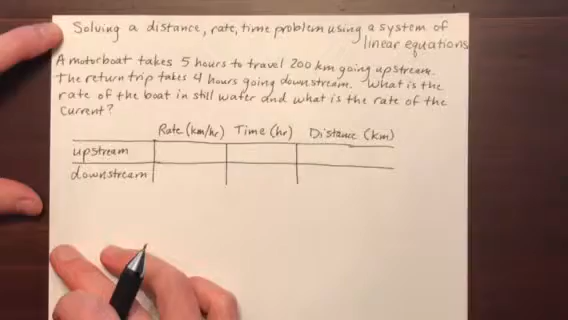 Solving a distance, rate, time problem using a system of
linear equations
A motorboat takes 5 hours to travel 200 km going upstream.
The return trip takes 4 hours going downstream. What is the
rate of the boat in still water and what is the rate of the
current?
Rate (km/hr) Time (hr) Distance (km)
upstream
downstream